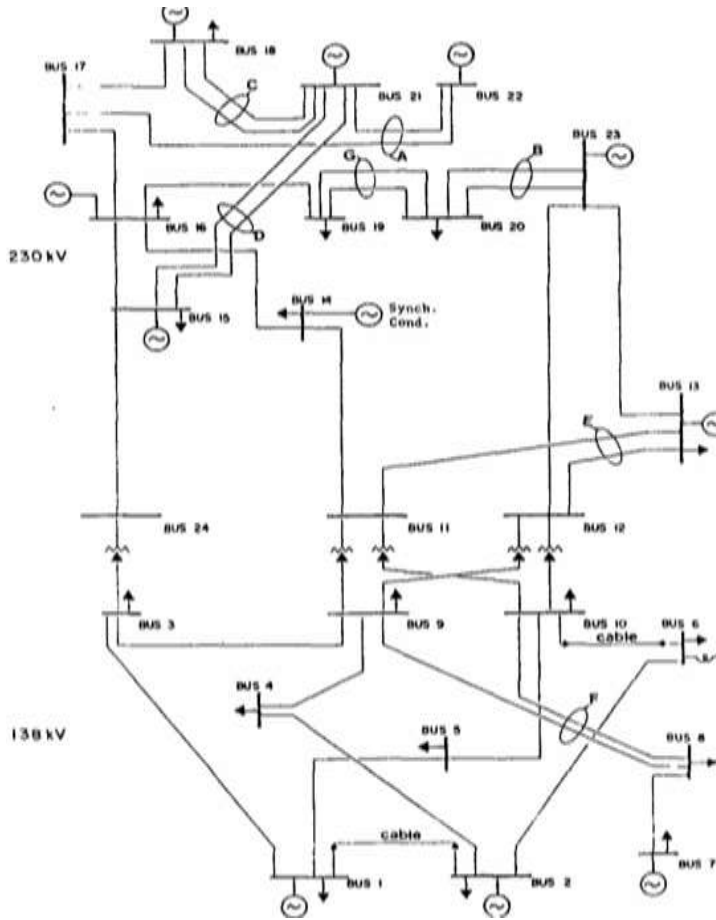 BUS 18
BUS 17
C
BUS 21
BUS 22
A
B
BUS 23
G
BUS 16
D
BUS 19
BUS 20
230 kV
BUS 15
BUS 14
Synch.
Cond.
BUS 13
E
BUS 24
BUS 11
BUS 12
BUS 3
BUS 9
BUS 10
BUS 6
cable
BUS 4
F
BUS 5
138 kV
BUS 8
cable
BUS 1
BUS 2
BUS 7